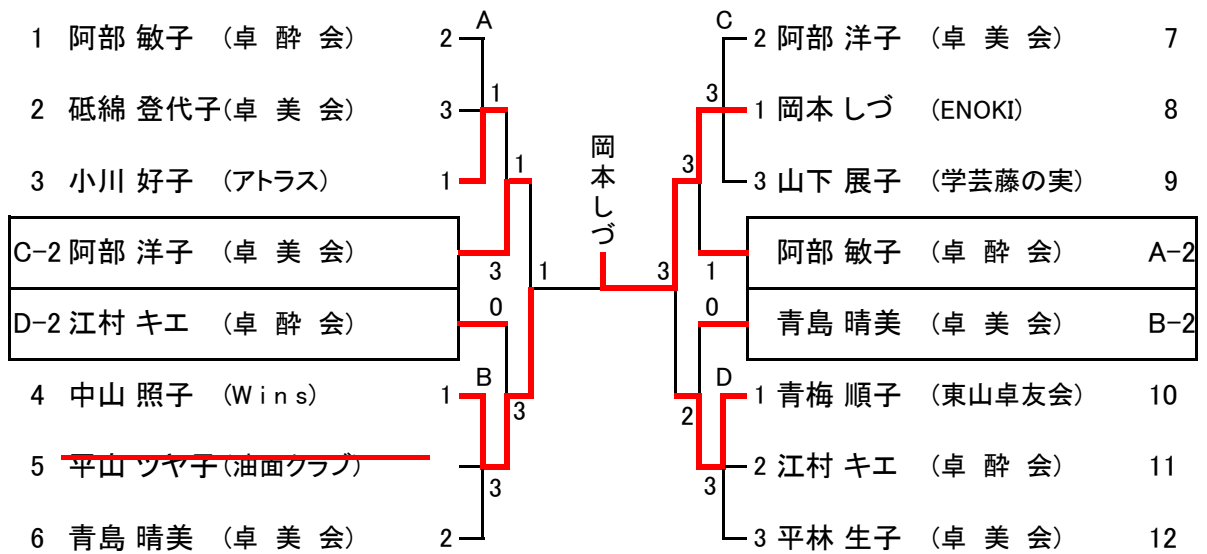 A
1 阿部 敏子 (卓 酔 会) 2
2 砥綿 登代子(卓 美 会) 3
1
3 小川 好子 (アトラス) 1
1
C-2 阿部 洋子 (卓 美 会)
3
1
D-2 江村 キエ (卓 酔 会)
0
B
4 中山 照子 (Wins) 1
3
5 平山 ツヤ子(油面クラブ)
3
6 青島 晴美 (卓 美 会) 2
岡本しづ
C
2 阿部 洋子 (卓 美 会) 7
3
1 岡本 しづ (ENOKI) 8
3
3 山下 展子 (学芸藤の実) 9
阿部 敏子 (卓 酔 会) A-2
3
1
青島 晴美 (卓 美 会) B-2
0
D
1 青梅 順子 (東山卓友会) 10
2
2 江村 キエ (卓 酔 会) 11
3
3 平林 生子 (卓 美 会) 12